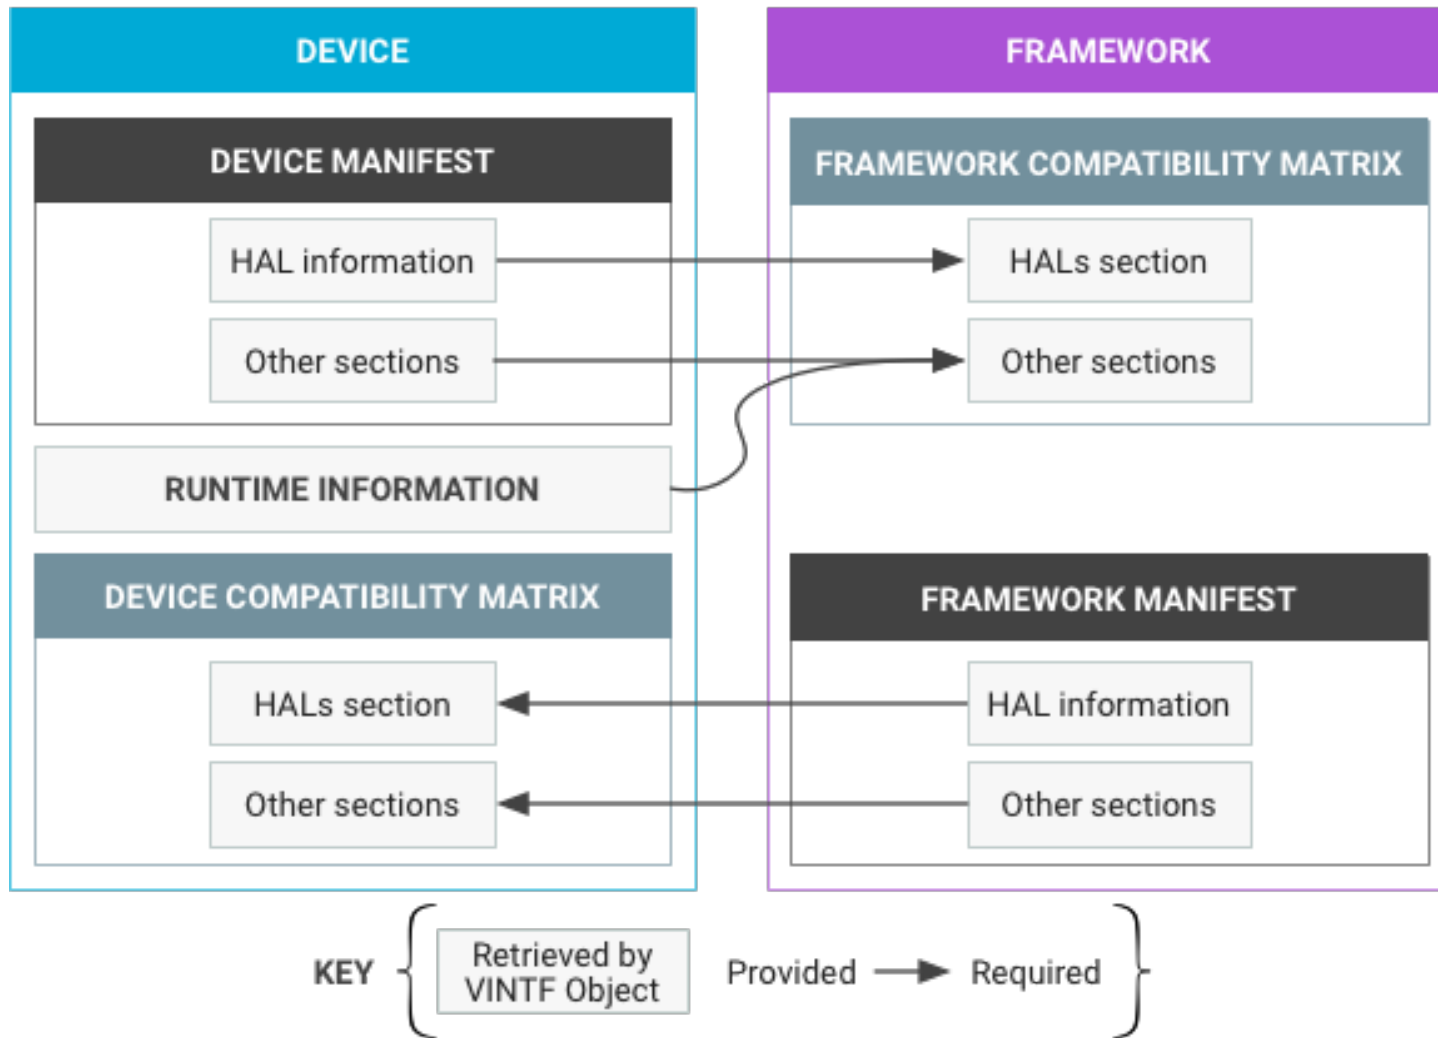 DEVICE
DEVICE MANIFEST
HAL information
Other sections
RUNTIME INFORMATION
DEVICE COMPATIBILITY MATRIX
HALs section
Other sections
FRAMEWORK
FRAMEWORK COMPATIBILITY MATRIX
HALs section
Other sections
FRAMEWORK MANIFEST
HAL information
Other sections
KEY
Retrieved by
VINTF Object
Provided
Required